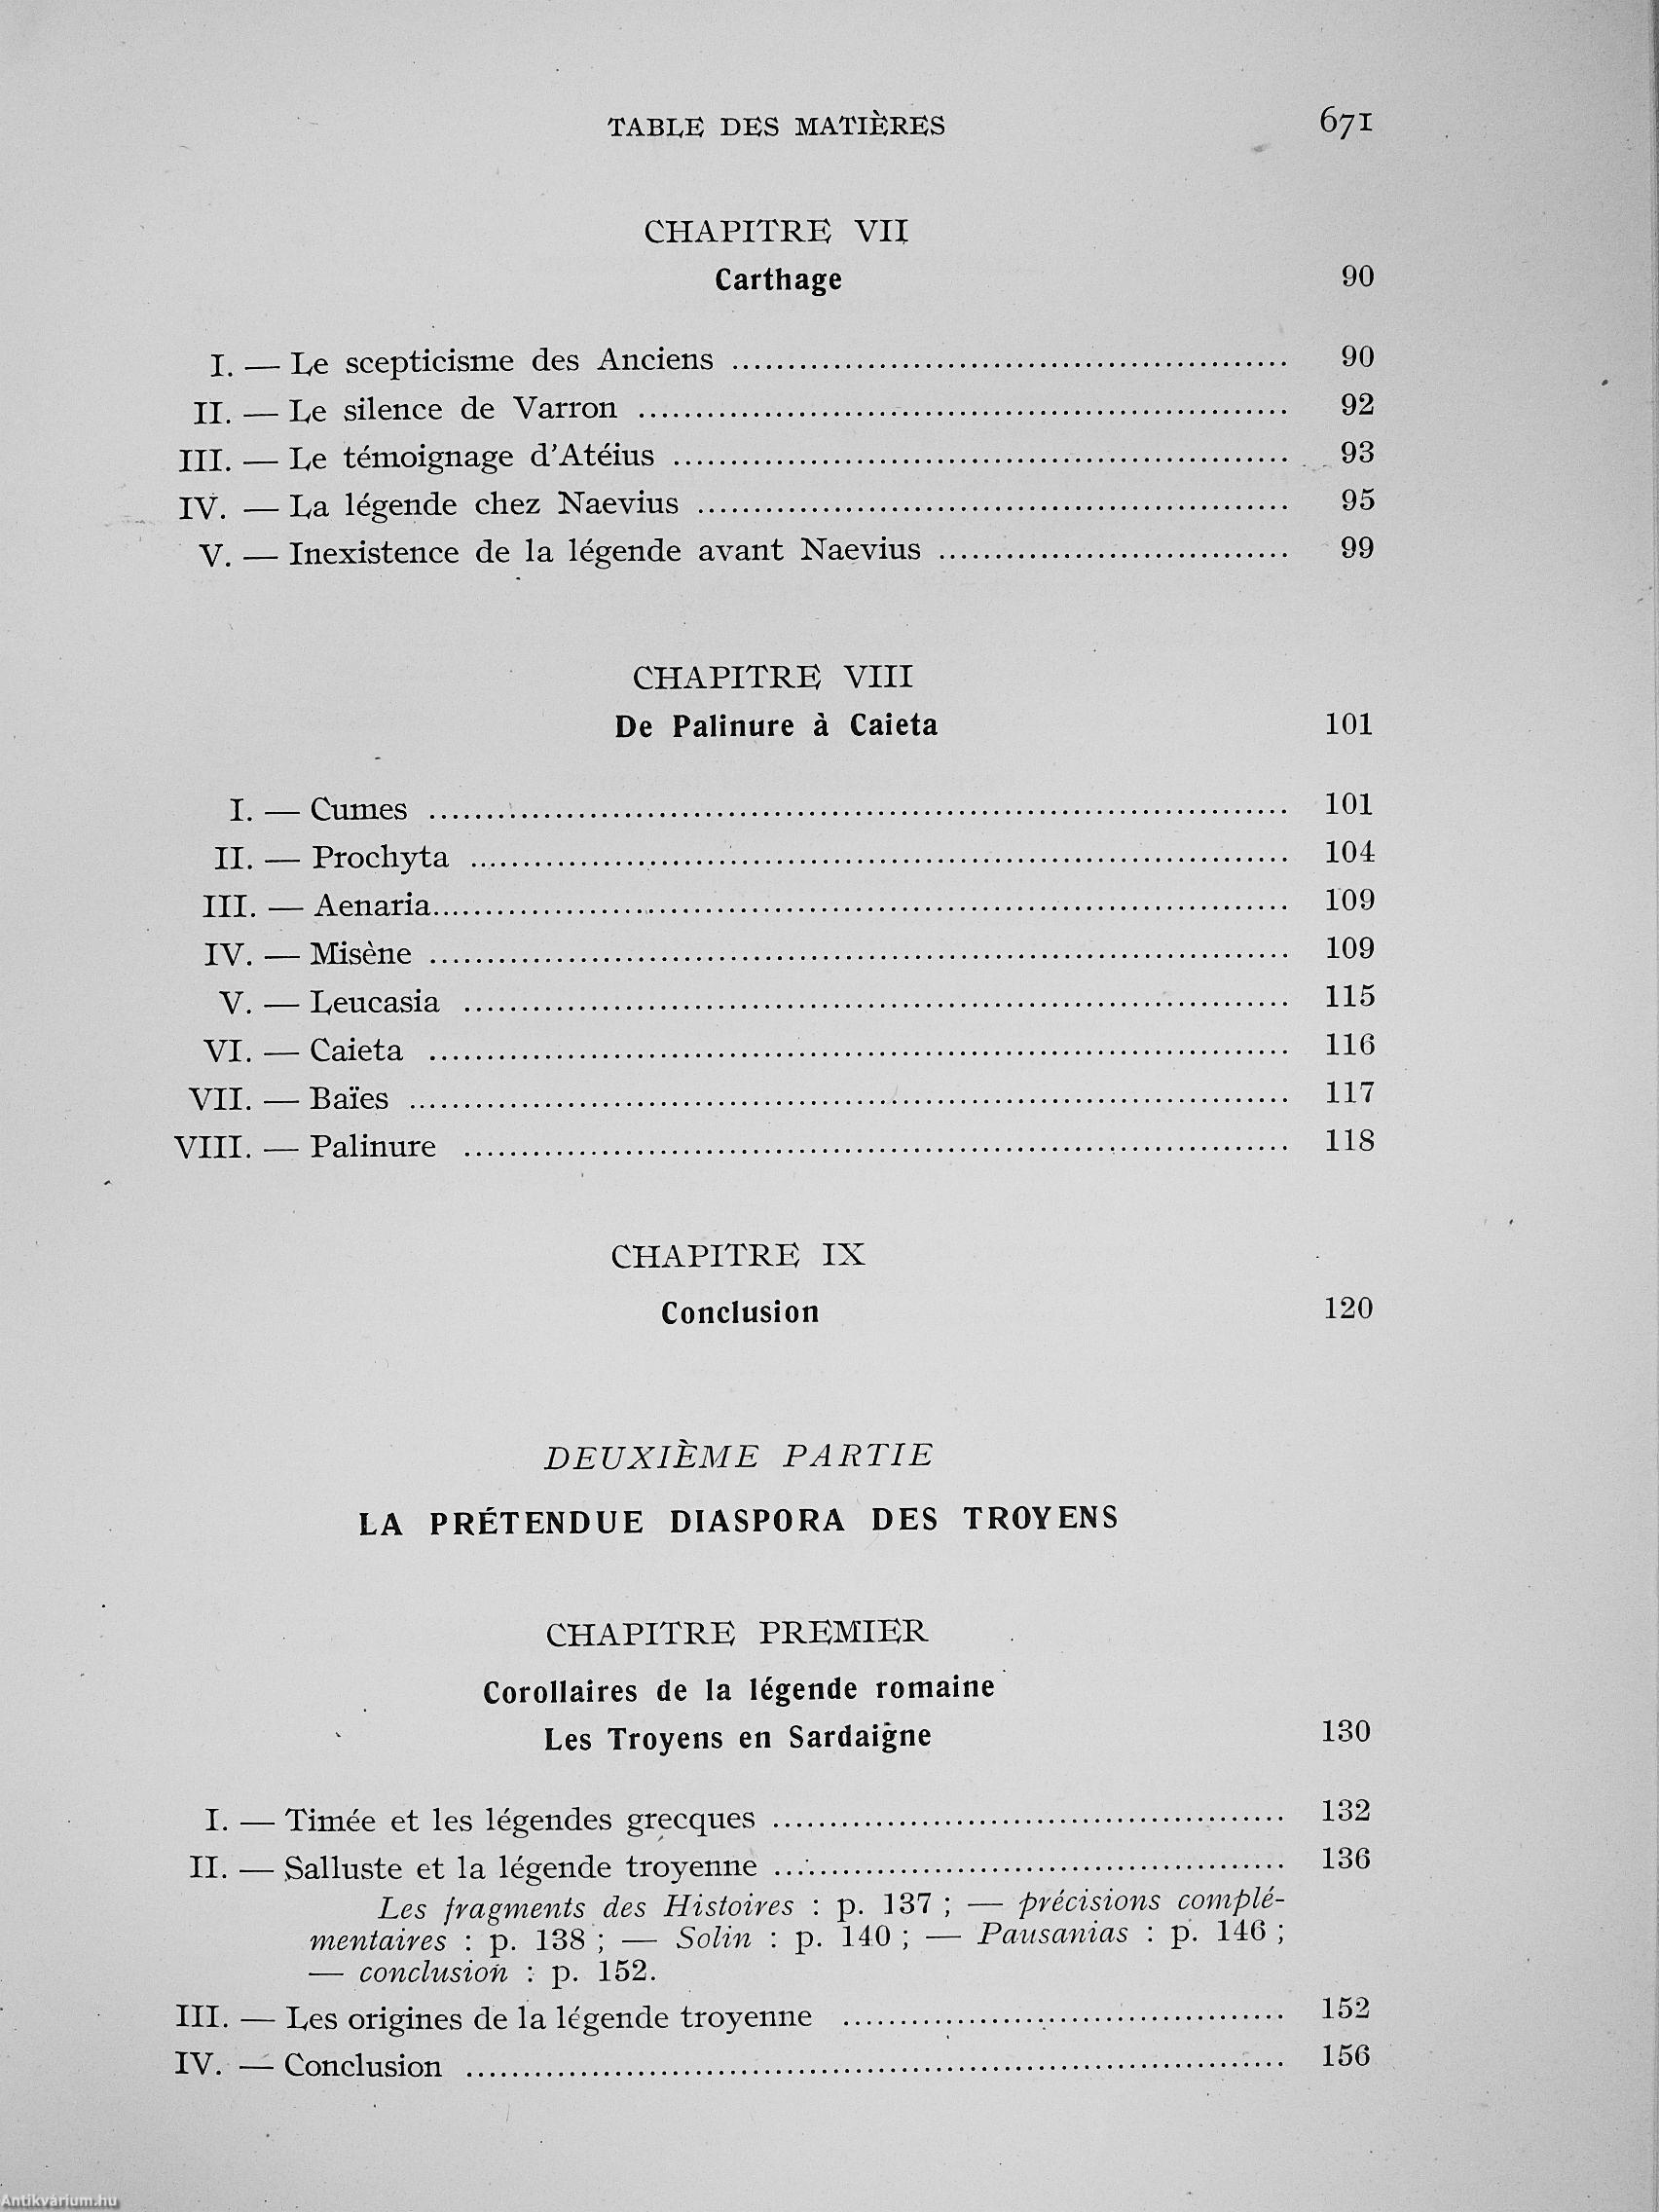 TABLE DES MATIÈRES 671
CHAPITRE VII
Carthage 90
I. — Le scepticisme des Anciens 90
II. — Le silence de Varron 92
III. — Le témoignage d'Atéius 93
IV. — La légende chez Naevius 95
V. — Inexistence de la légende avant Naevius 99
CHAPITRE VIII
De Palinure à Caieta 101
I. — Cumes 101
II. — Prochyta 104
III. — Aenaria 109
IV. — Misène 109
V. — Leucasia 115
VI. — Caieta 116
VII. — Baïes 117
VIII. — Palinure 118
CHAPITRE IX
Conclusion 120
DEUXIÈME PARTIE
LA PRÉTENDUE DIASPORA DES TROYENS
CHAPITRE PREMIER
Corollaires de la légende romaine
Les Troyens en Sardaigne 130
I. — Timée et les légendes grecques 132
II. — Salluste et la légende troyenne 136
Les fragments des Histoires : p. 137 ; — précisions complé-
mentaires : p. 138 ; — Solin : p. 140 ; — Pausanias : p. 146 ;
— conclusion : p. 152.
III. — Les origines de la légende troyenne 152
IV. — Conclusion 156
Antikvárium.hu